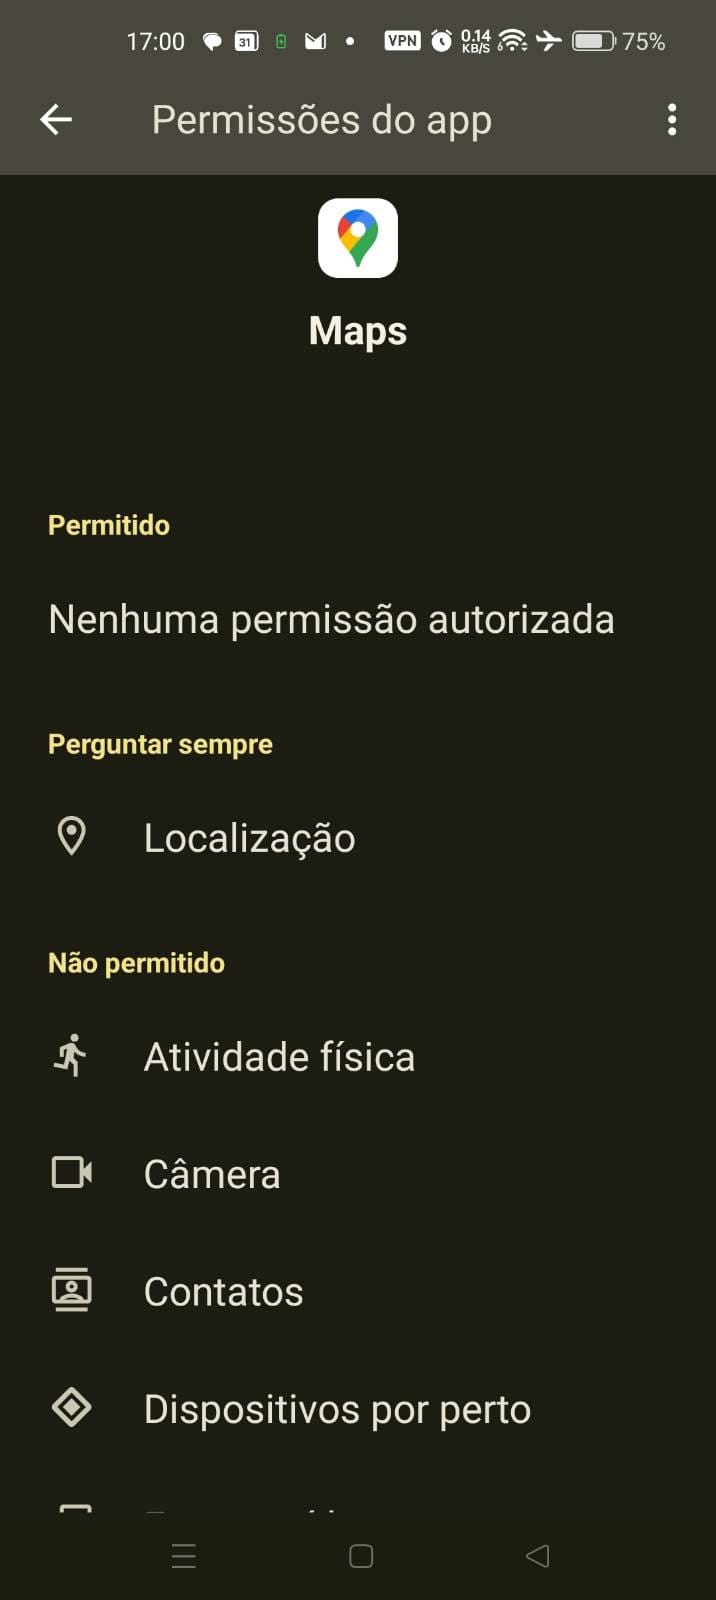 17:00 31 VPN 0.14 KB/S 75%
Permissões do app
Maps
Permitido
Nenhuma permissão autorizada
Perguntar sempre
Localização
Não permitido
Atividade física
Câmera
Contatos
Dispositivos por perto